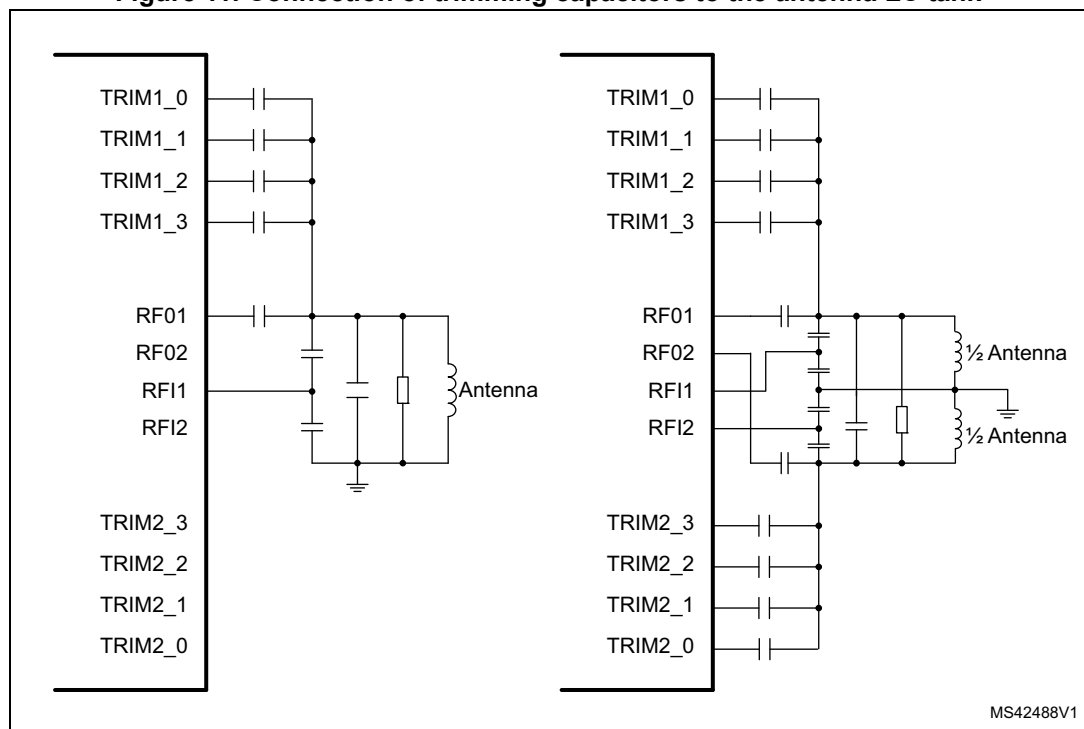 Figure 11. Connection of trimming capacitors to the antenna LC tank
TRIM1_0
TRIM1_1
TRIM1_2
TRIM1_3
RF01
RF02
RFI1
RFI2
Antenna
TRIM2_3
TRIM2_2
TRIM2_1
TRIM2_0
TRIM1_0
TRIM1_1
TRIM1_2
TRIM1_3
RF01
RF02
RFI1
RFI2
½ Antenna
½ Antenna
TRIM2_3
TRIM2_2
TRIM2_1
TRIM2_0
MS42488V1